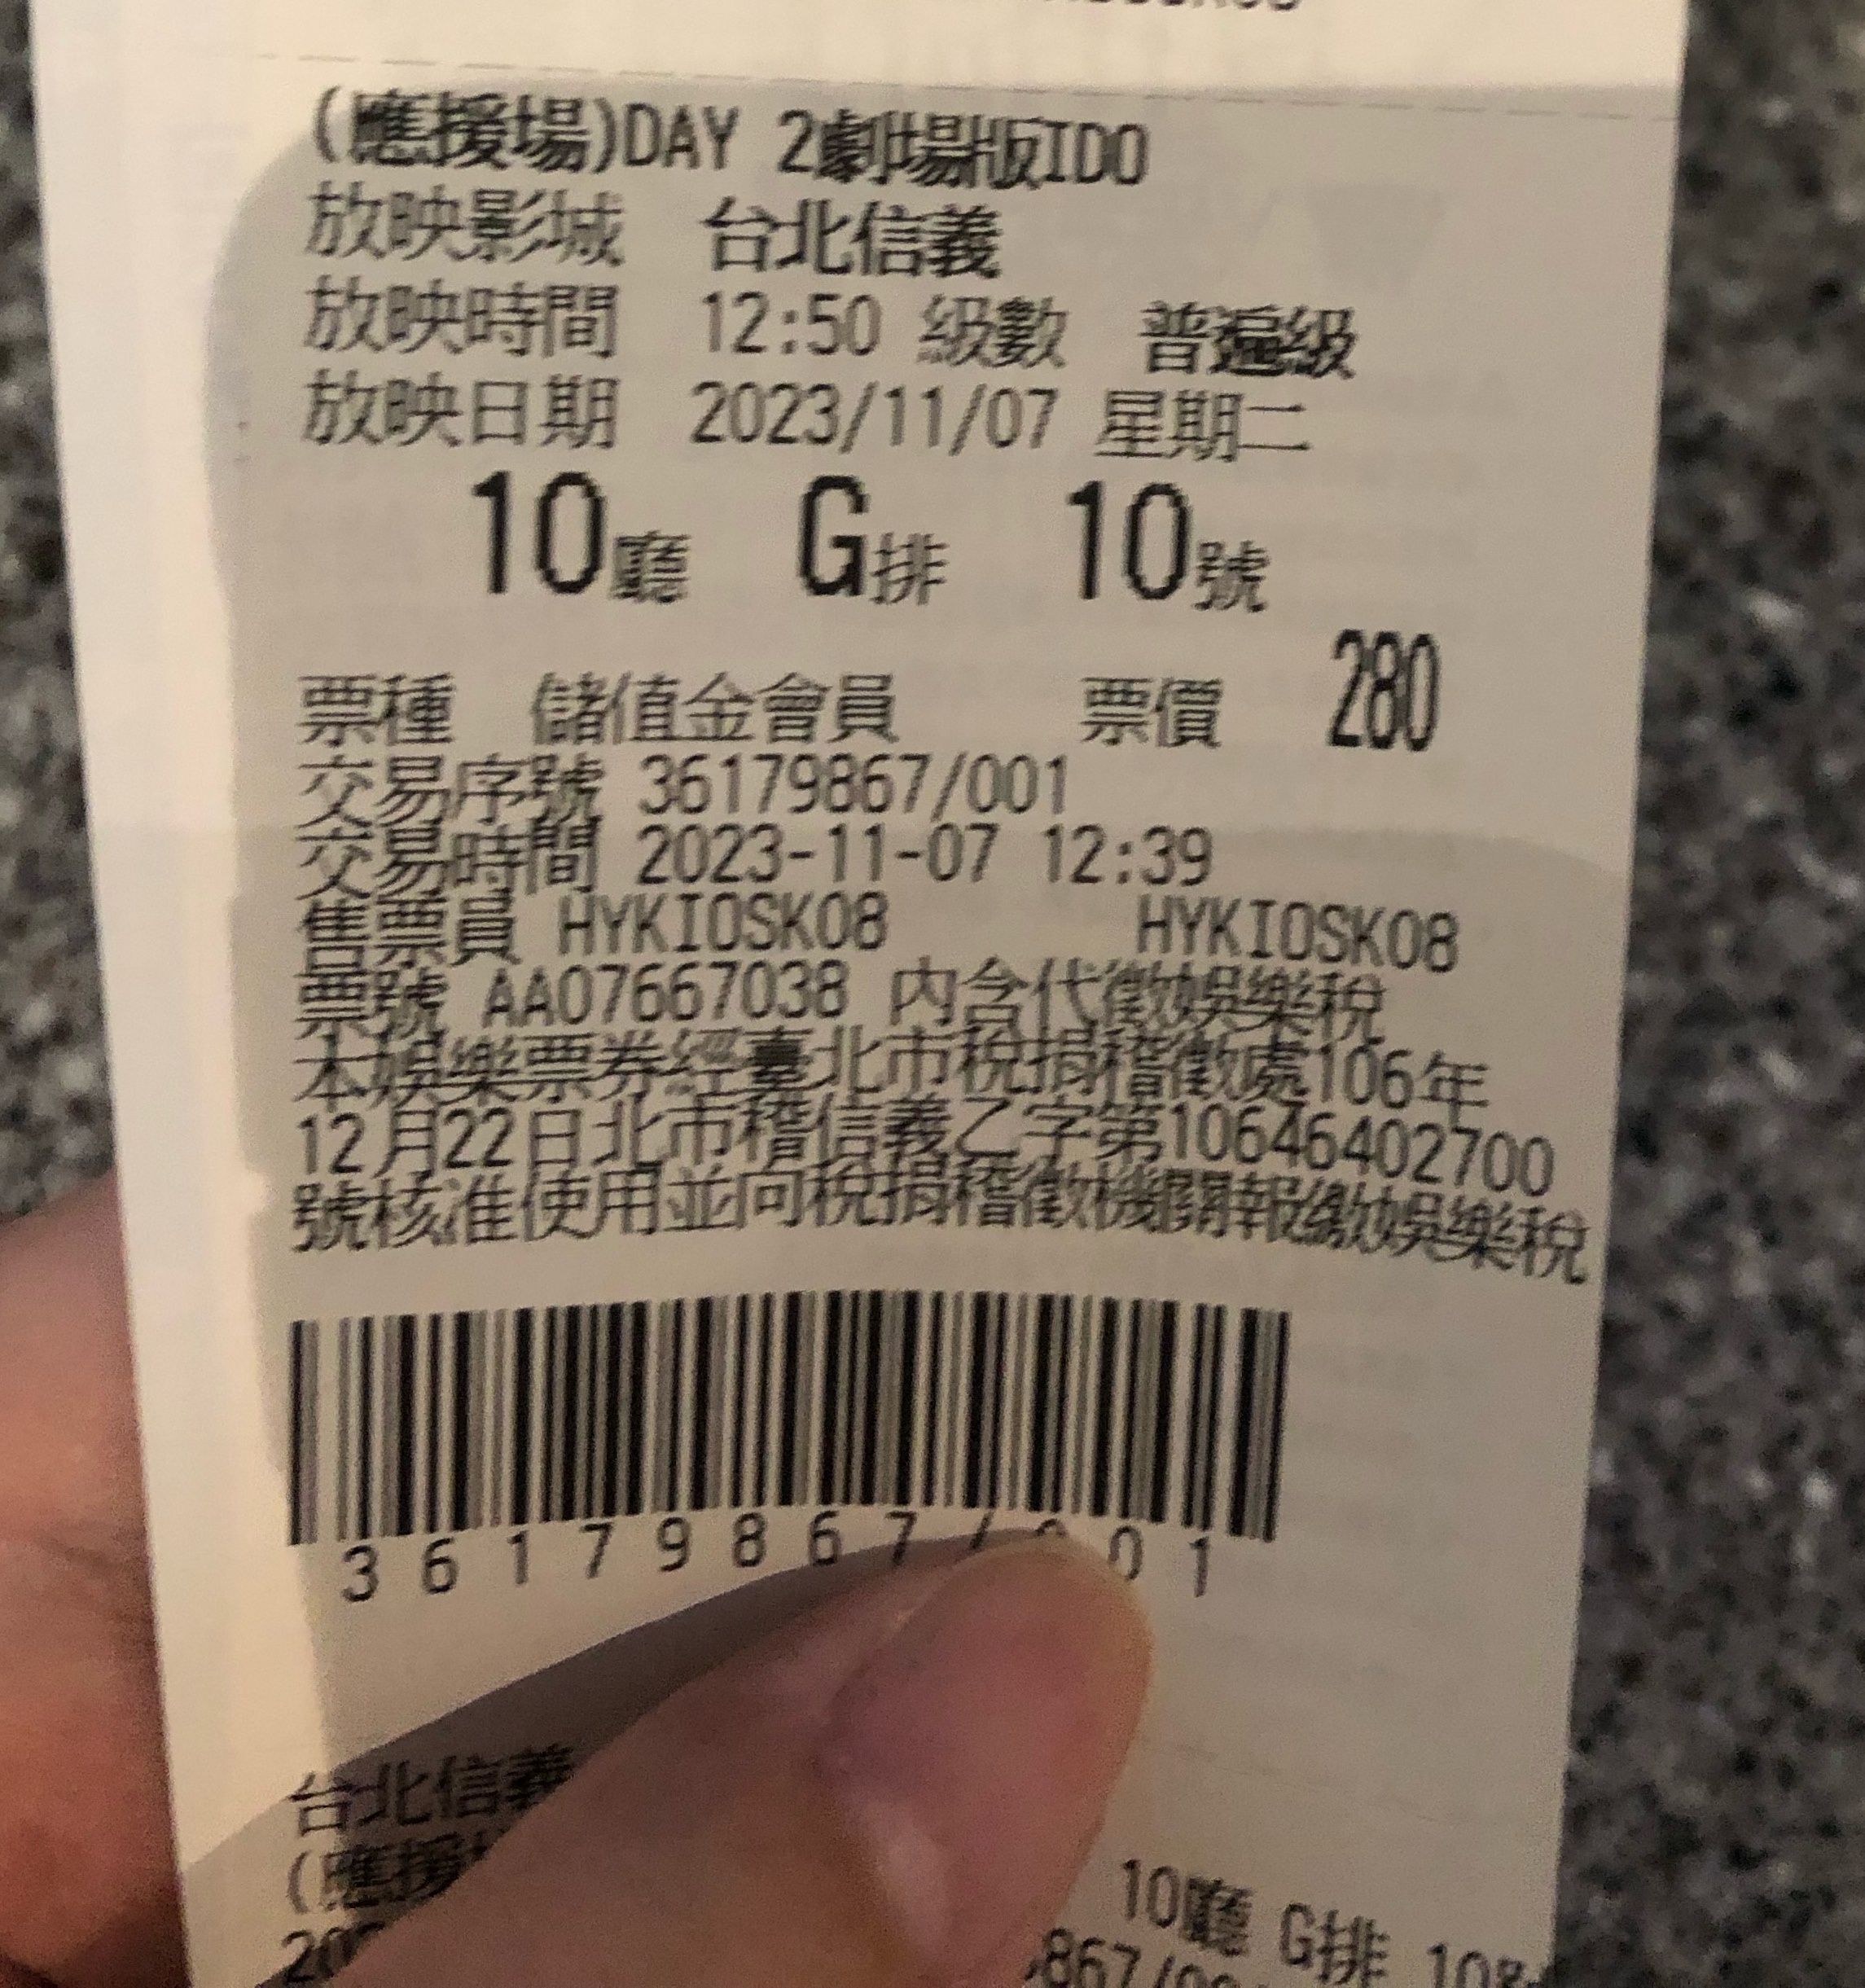 (應援場)DAY 2劇場版IDO
放映影城 台北信義
放映時間 12:50 級數 普遍級
放映日期 2023/11/07 星期二
10廳 G排 10號
280
票種 儲值金會員 票價
交易序號 36179867/001
交易時間 2023-11-07 12:39
售票員 HYKIOSK08 HYKIOSK08
票號 AA07667038 內含代徵娛樂稅
本娛樂票券經臺北市稅捐稽徵處106年
12月22日北市稽信義乙字第10646402700
號核准使用並向稅捐稽徵機關報繳娛樂稅
36179867/001
台北信義
(應援
10廳 G排